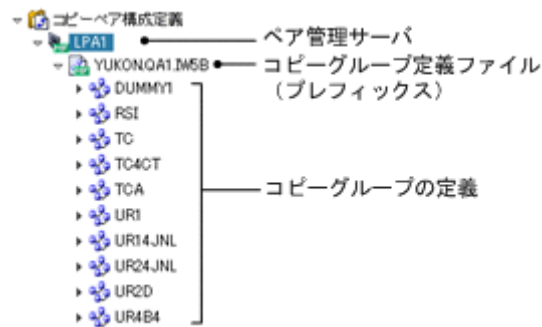 コピーペア構成定義
LPA1 ペア管理サーバ
YUKON.QA1.IW5B コピーグループ定義ファイル
（プレフィックス）
DUMMY1
RSI
TC
TC4CT
TCA コピーグループの定義
UR1
UR14JNL
UR24JNL
UR2D
UR4B4